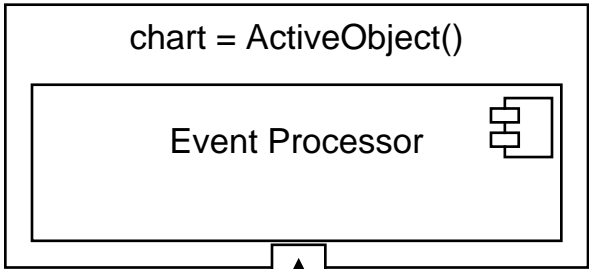 chart = ActiveObject()
Event Processor